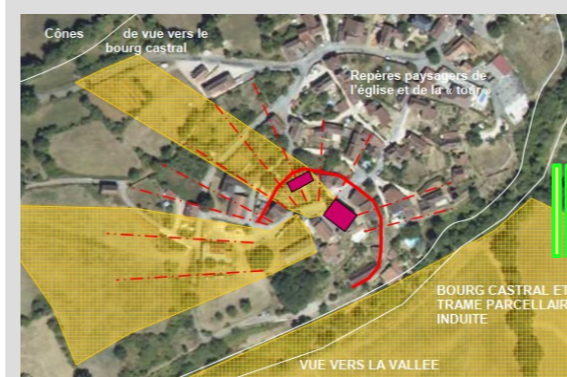 Cônes de vue vers le
bourg castral
Repères paysagers de
l'église et de la « tour
BOURG CASTRAL ET
TRAME PARCELLAIR
INDUITE
VUE VERS LA VALLEE